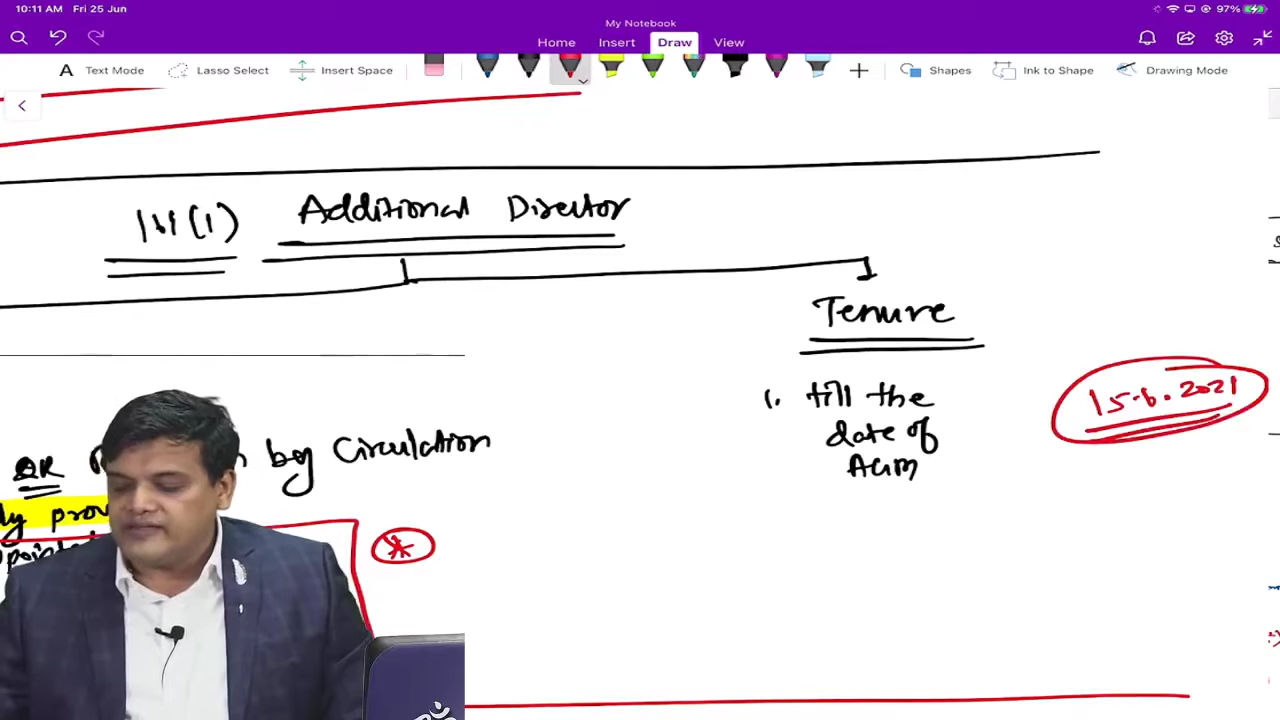 10:11 AM Fri 25 Jun
97%
My Notebook
Home Insert Draw View
Text Mode
Lasso Select
Insert Space
Shapes
Ink to Shape
Drawing Mode
161(1) Additional Director
Tenure
1. till the
date of
AGM
15.6.2021
OR by Circulation